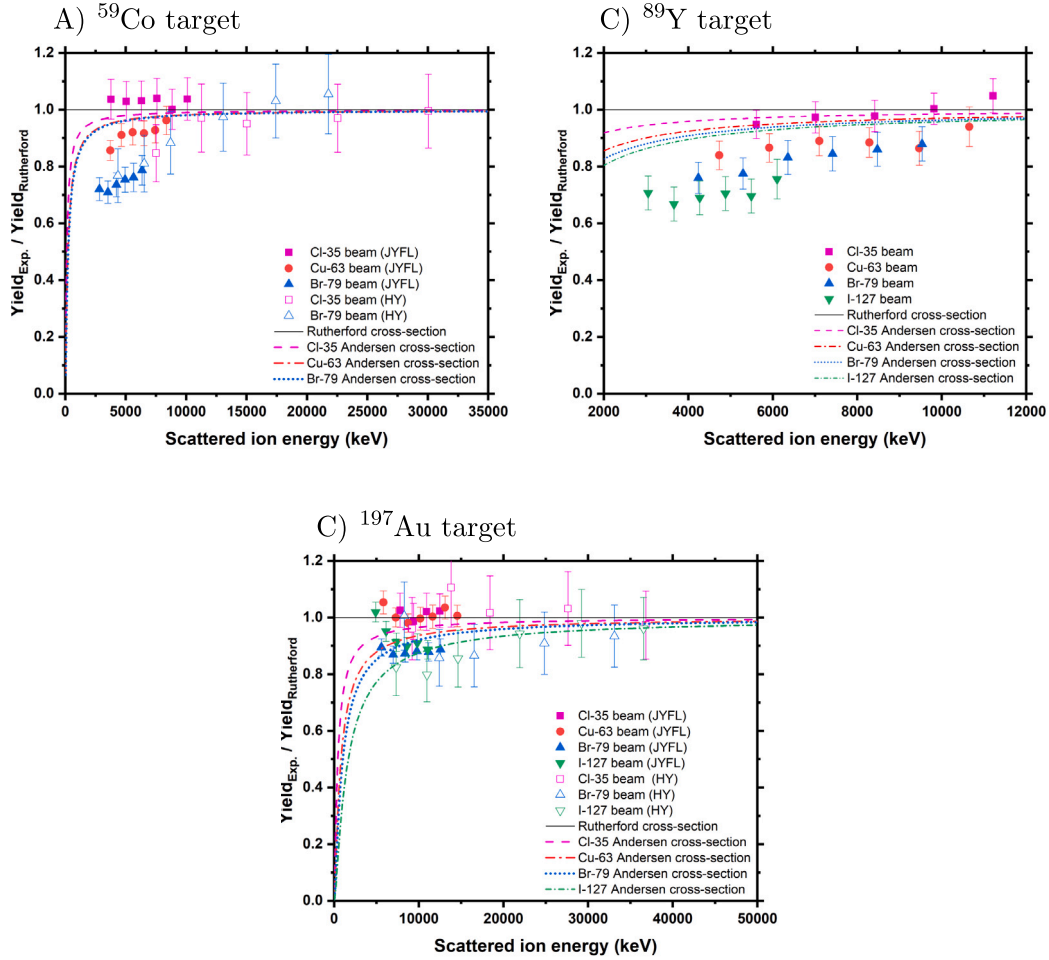 A) ⁵⁹Co target
C) ⁸⁹Y target
1.2
1.0
0.8
0.6
0.4
0.2
0.0
Yield_Exp. / Yield_Rutherford
Cl-35 beam (JYFL)
Cu-63 beam (JYFL)
Br-79 beam (JYFL)
Cl-35 beam (HY)
Br-79 beam (HY)
Rutherford cross-section
Cl-35 Andersen cross-section
Cu-63 Andersen cross-section
Br-79 Andersen cross-section
0 5000 10000 15000 20000 25000 30000 35000
Scattered ion energy (keV)
1.2
1.0
0.8
0.6
0.4
0.2
0.0
Yield_Exp. / Yield_Rutherford
Cl-35 beam
Cu-63 beam
Br-79 beam
I-127 beam
Rutherford cross-section
Cl-35 Andersen cross-section
Cu-63 Andersen cross-section
Br-79 Andersen cross-section
I-127 Andersen cross-section
2000 4000 6000 8000 10000 12000
Scattered ion energy (keV)
C) ¹⁹⁷Au target
1.2
1.0
0.8
0.6
0.4
0.2
0.0
Yield_Exp. / Yield_Rutherford
Cl-35 beam (JYFL)
Cu-63 beam (JYFL)
Br-79 beam (JYFL)
I-127 beam (JYFL)
Cl-35 beam (HY)
Br-79 beam (HY)
I-127 beam (HY)
Rutherford cross-section
Cl-35 Andersen cross-section
Cu-63 Andersen cross-section
Br-79 Andersen cross-section
I-127 Andersen cross-section
0 10000 20000 30000 40000 50000
Scattered ion energy (keV)